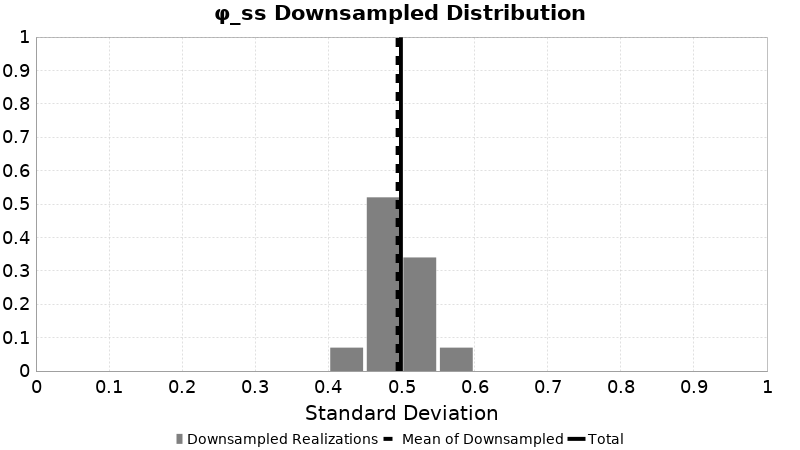 φ_ss Downsampled Distribution
1
0.9
0.8
0.7
0.6
0.5
0.4
0.3
0.2
0.1
0
0 0.1 0.2 0.3 0.4 0.5 0.6 0.7 0.8 0.9 1
Standard Deviation
Downsampled Realizations Mean of Downsampled Total